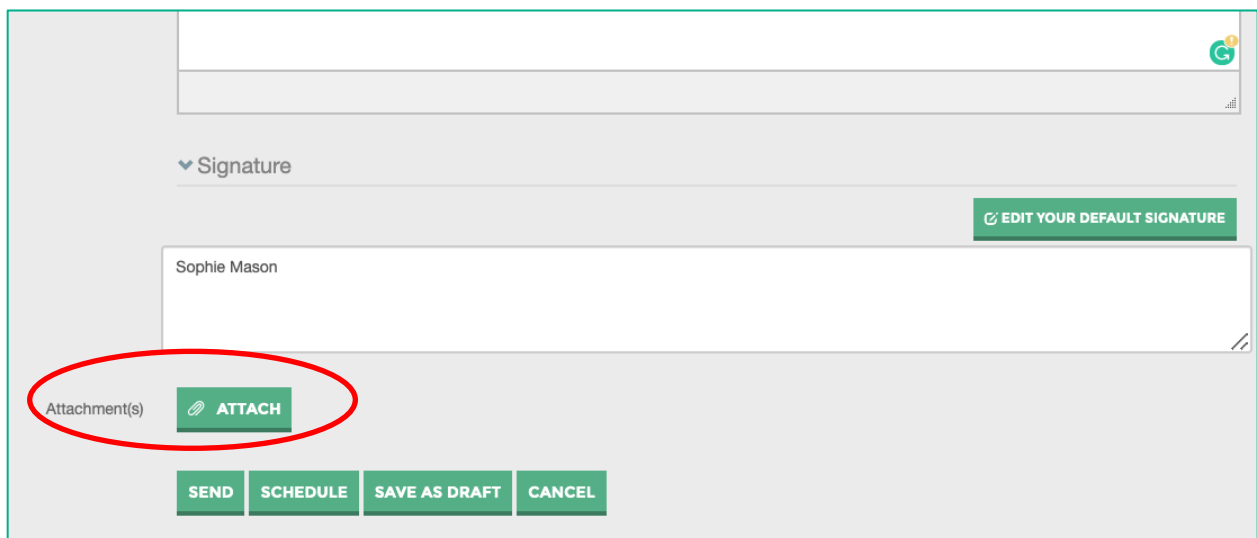 Signature
EDIT YOUR DEFAULT SIGNATURE
Sophie Mason
Attachment(s) ATTACH
SEND SCHEDULE SAVE AS DRAFT CANCEL